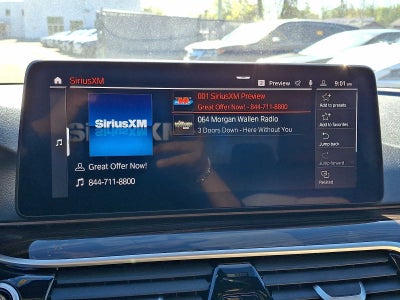 SiriusXM
Preview
9:01 pm
SiriusXM
Great Offer Now!
844-711-8800
001 SiriusXM Preview
Great Offer Now! - 844-711-8800
064 Morgan Wallen Radio
3 Doors Down - Here Without You
Add to presets
Add to favorites
Jump back
Jump forward
Related